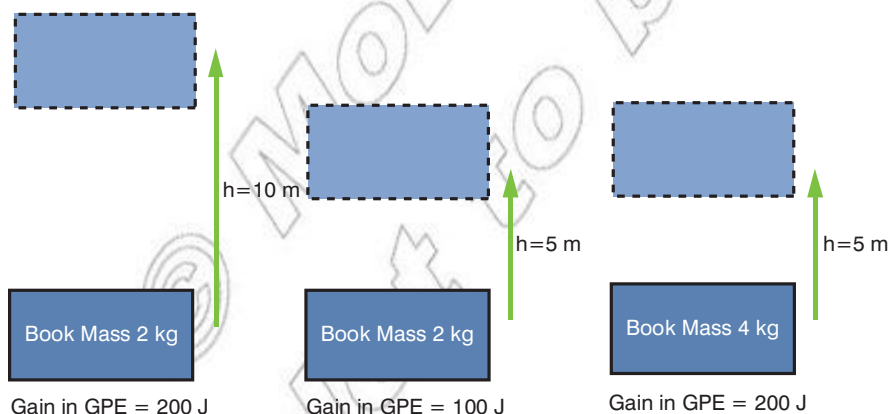 h=10 m
h=5 m
h=5 m
Book Mass 2 kg
Book Mass 2 kg
Book Mass 4 kg
Gain in GPE = 200 J
Gain in GPE = 100 J
Gain in GPE = 200 J